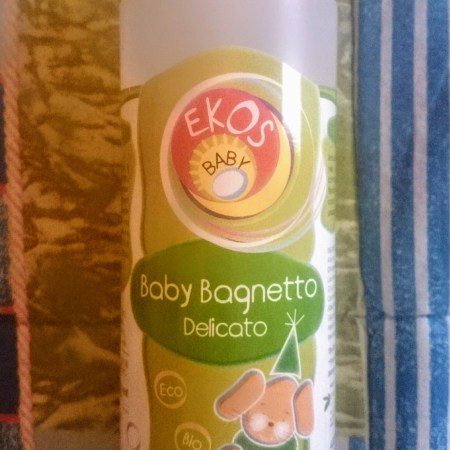 EKOS
BABY
Baby Bagnetto
Delicato
Eco
Bio